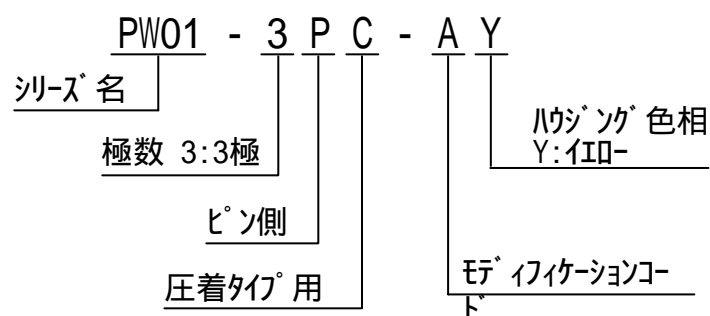 PW01 - 3 P C - A Y
ｼﾘｰｽﾞ名
極数 3:3極
ﾋﾟﾝ側
圧着ﾀｲﾌﾟ用
ﾊｳｼﾞﾝｸﾞ色相
Y:ｲｴﾛｰ
ﾓﾃﾞｨﾌｨｹｰｼｮﾝｺｰ
ﾄﾞ